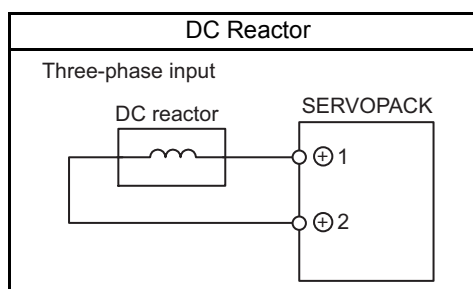 DC Reactor
Three-phase input
DC reactor
SERVOPACK
⊕1
⊕2